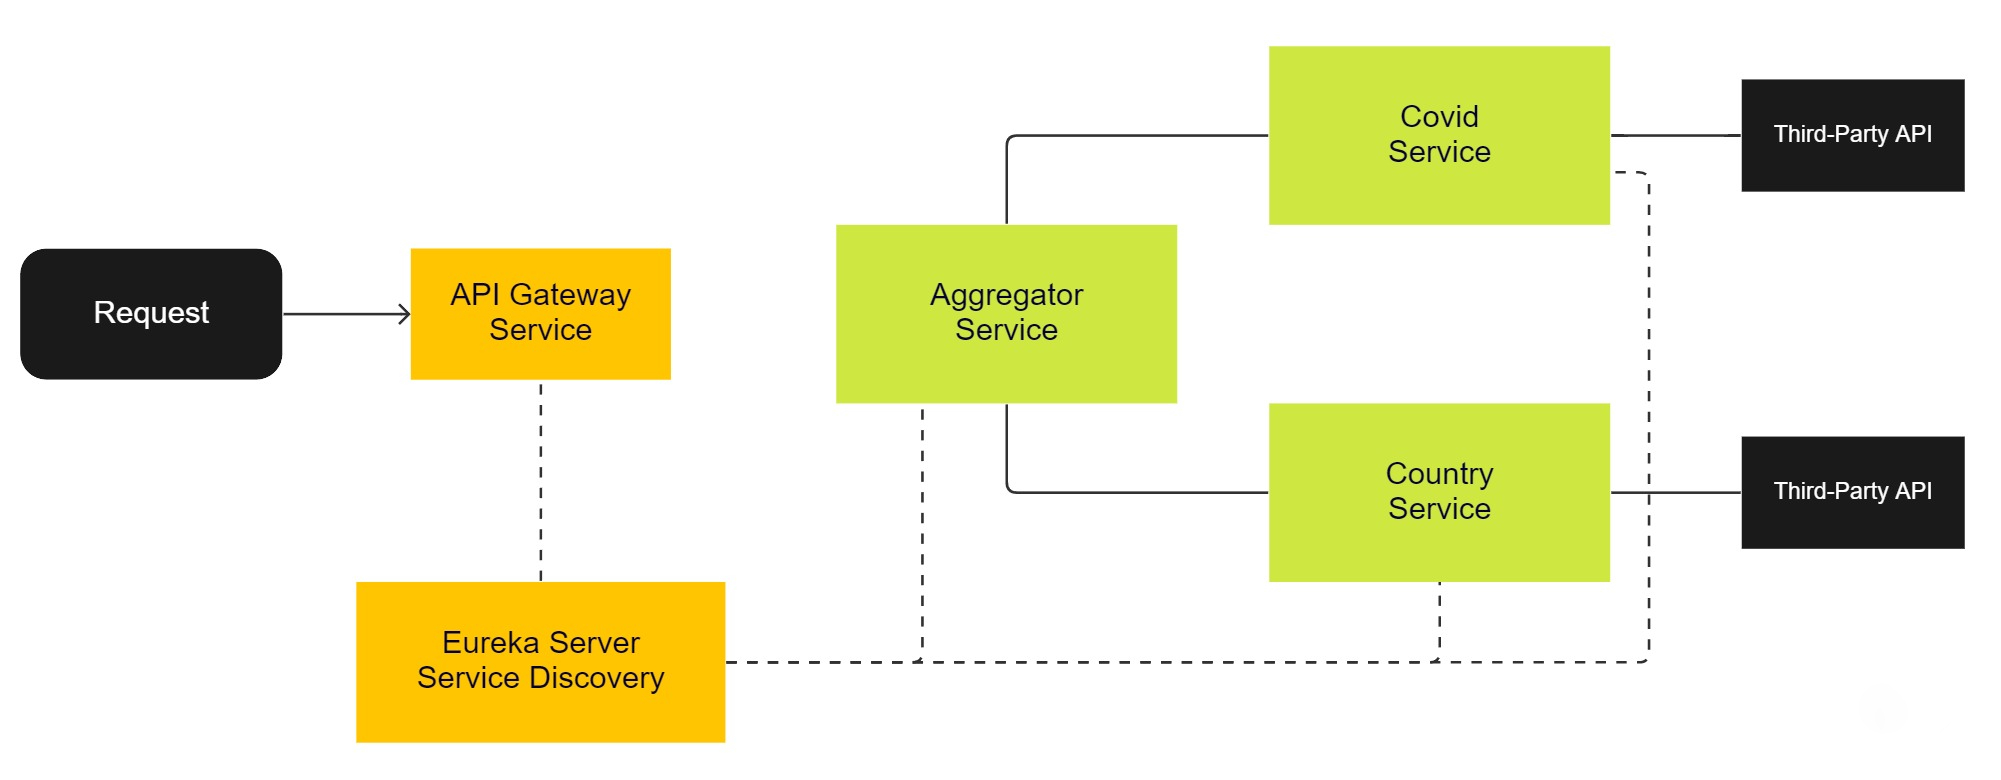 Covid
Service
Third-Party API
Request
API Gateway
Service
Aggregator
Service
Country
Service
Third-Party API
Eureka Server
Service Discovery